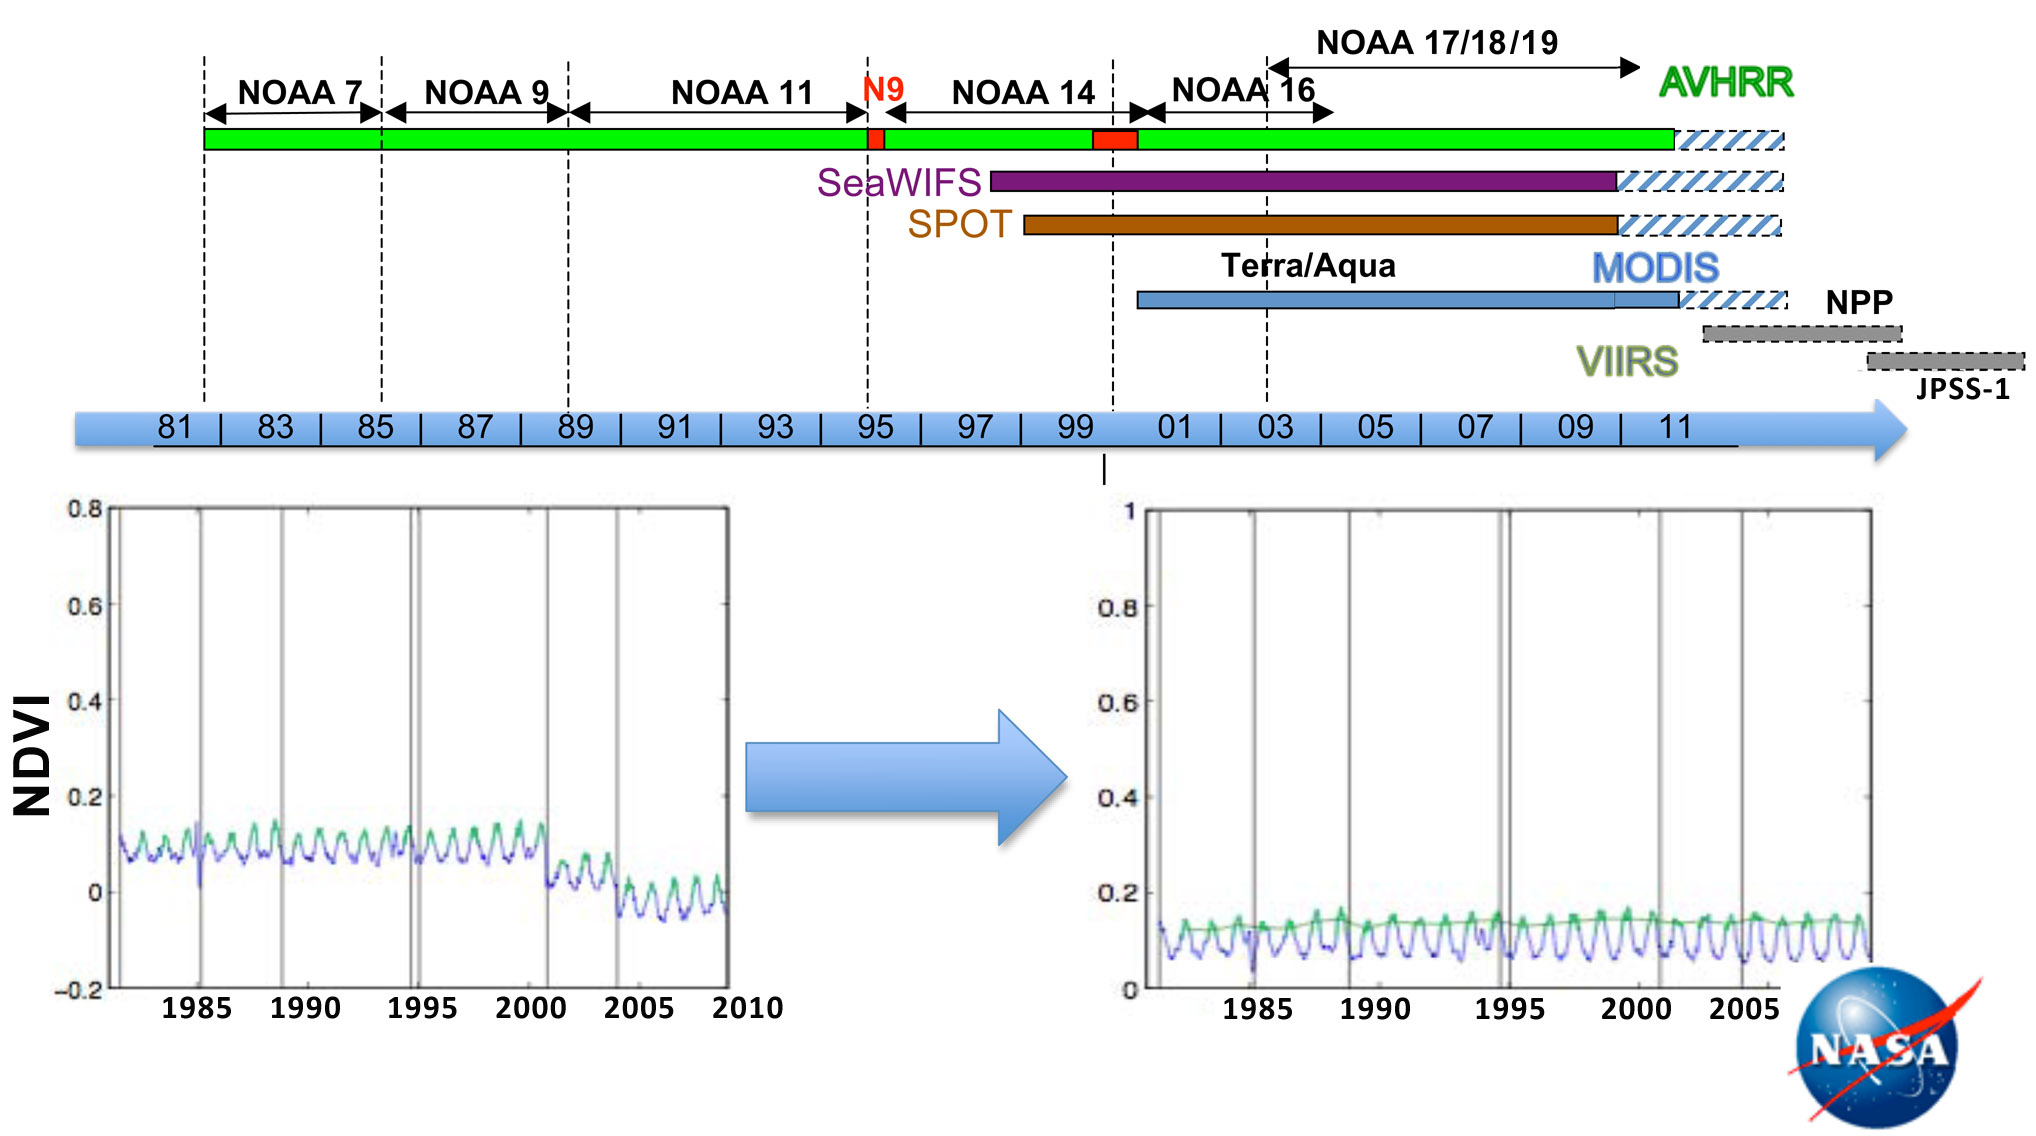 NOAA 17/18/19
AVHRR
NOAA 7 NOAA 9 NOAA 11 N9 NOAA 14 NOAA 16
SeaWIFS
SPOT
Terra/Aqua MODIS
NPP
VIIRS
JPSS-1
81 83 85 87 89 91 93 95 97 99 01 03 05 07 09 11
NDVI
0.8
0.6
0.4
0.2
0
−0.2
1985 1990 1995 2000 2005 2010
1
0.8
0.6
0.4
0.2
0
1985 1990 1995 2000 2005
NASA